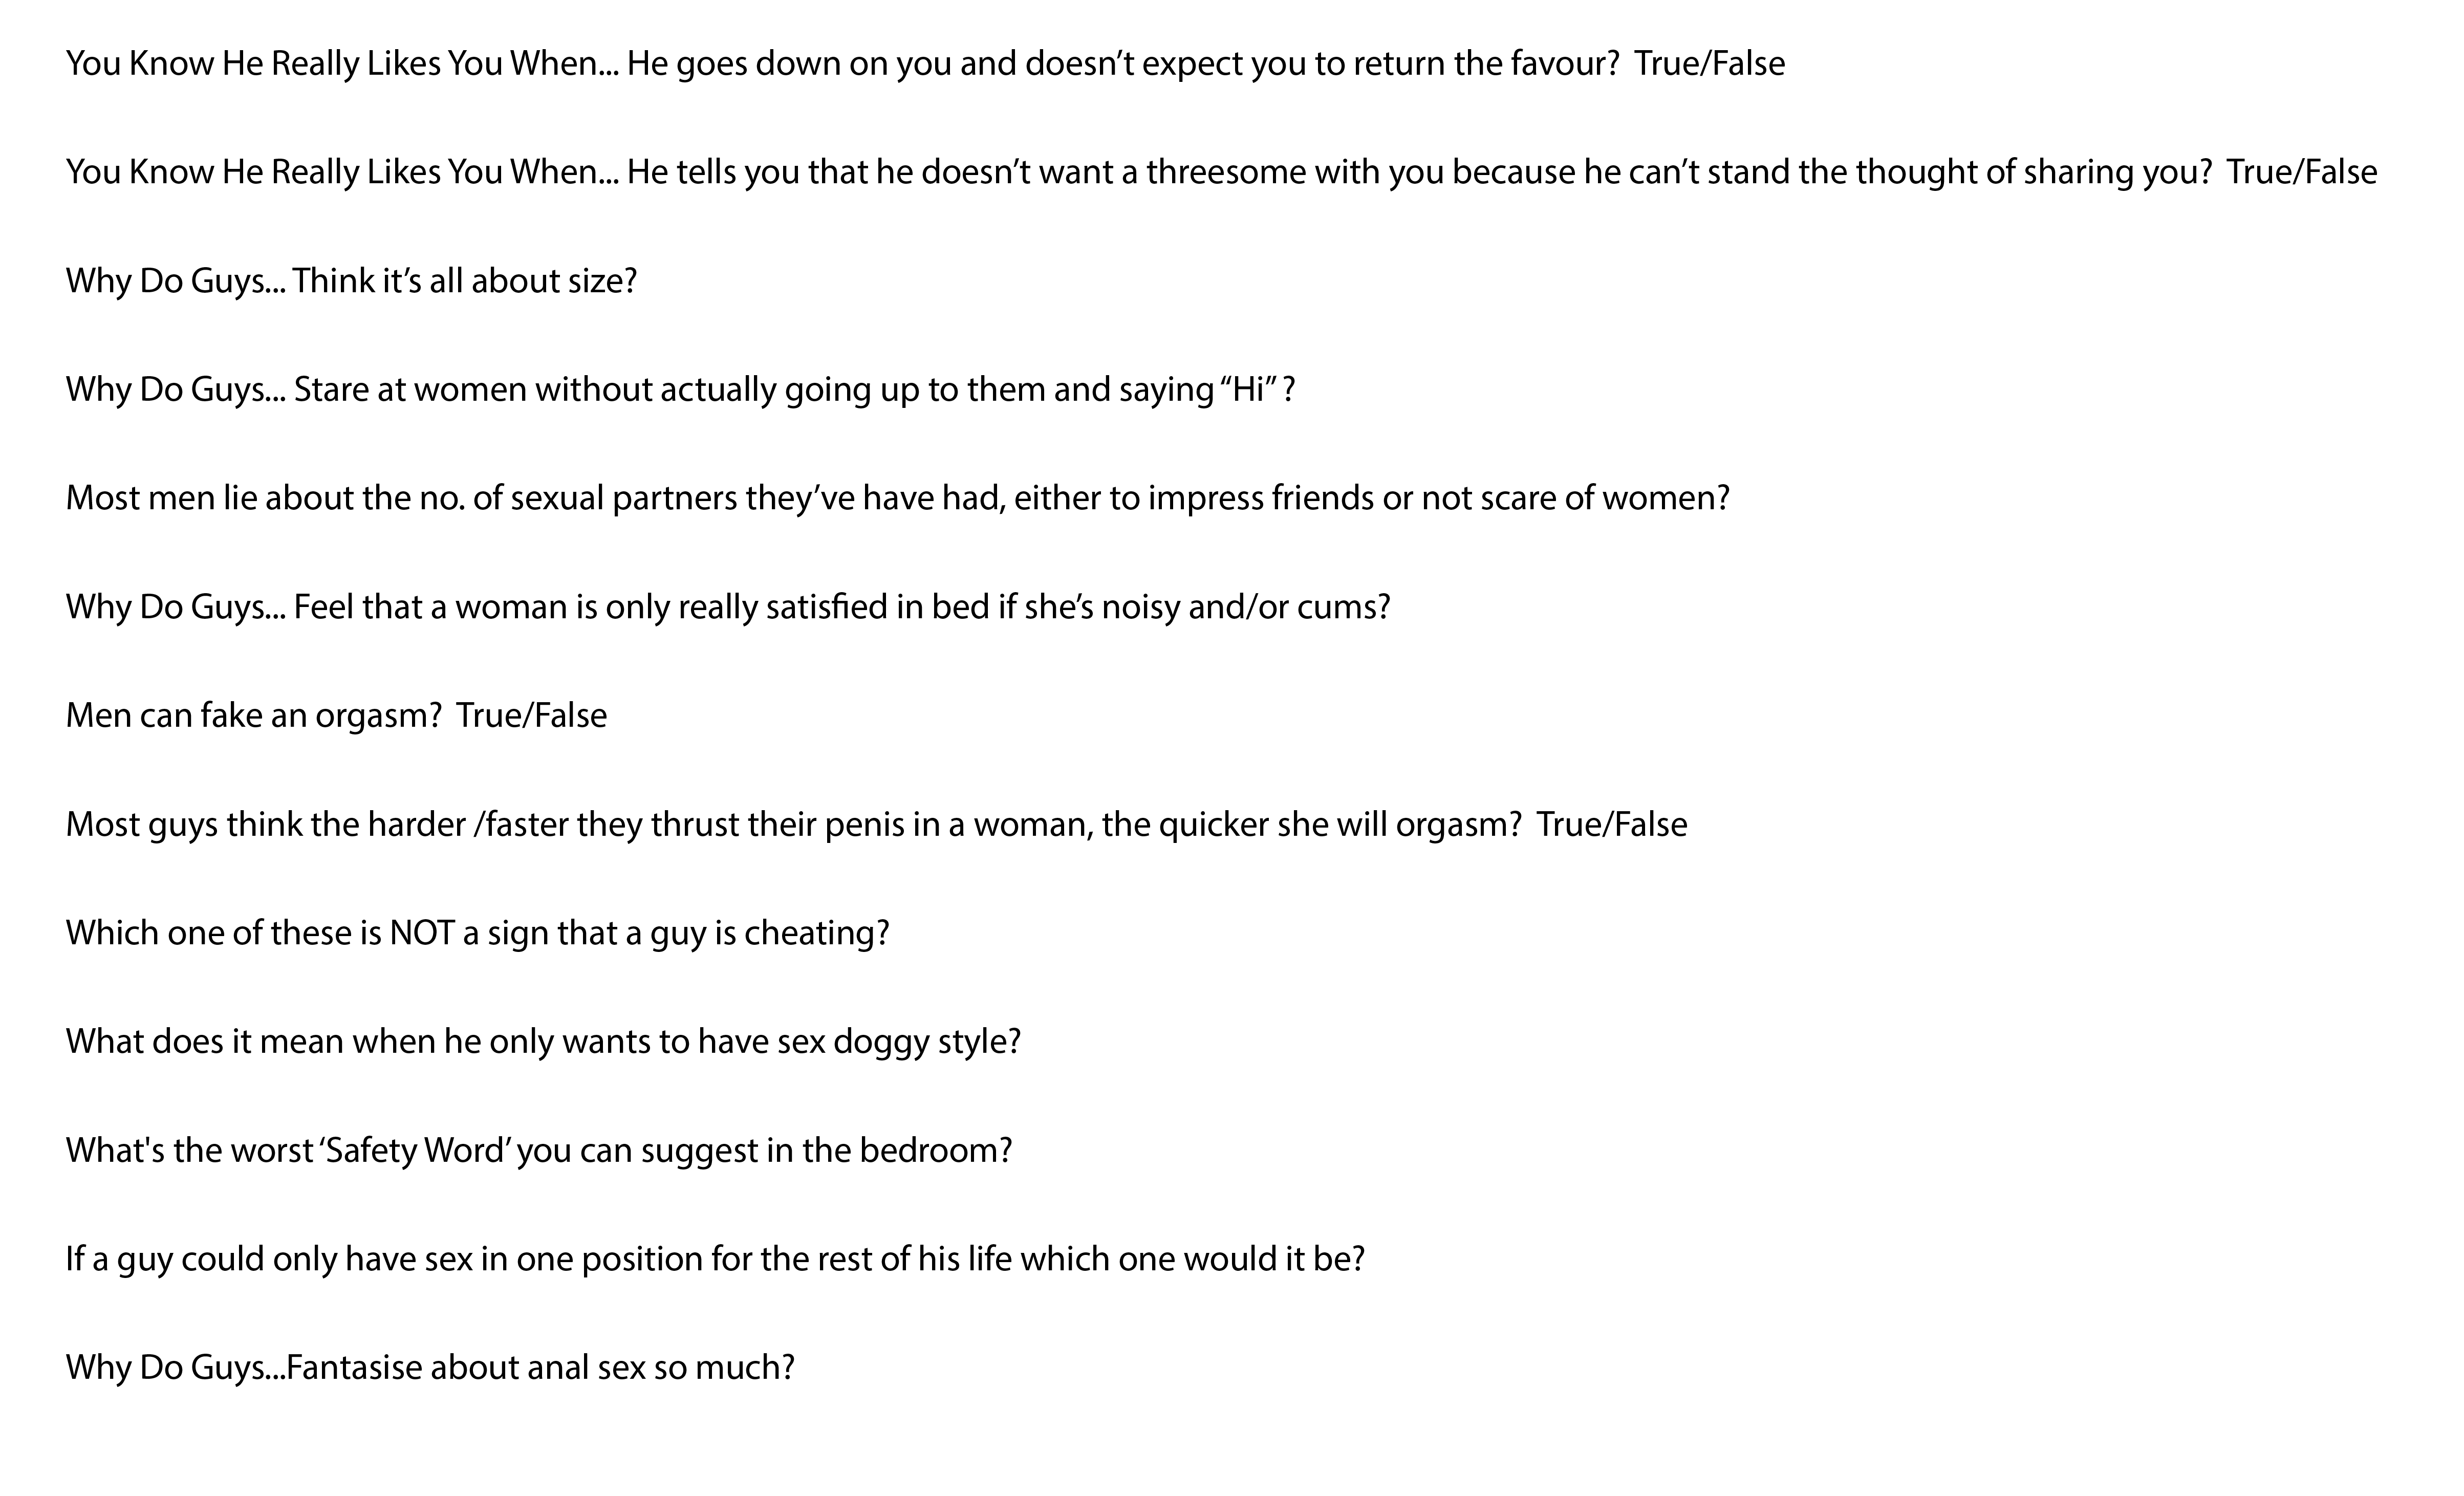 You Know He Really Likes You When... He goes down on you and doesn’t expect you to return the favour?  True/False
You Know He Really Likes You When... He tells you that he doesn’t want a threesome with you because he can’t stand the thought of sharing you?  True/False
Why Do Guys... Think it’s all about size?
Why Do Guys... Stare at women without actually going up to them and saying “Hi” ?
Most men lie about the no. of sexual partners they’ve have had, either to impress friends or not scare of women?
Why Do Guys... Feel that a woman is only really satisfied in bed if she’s noisy and/or cums?
Men can fake an orgasm?  True/False
Most guys think the harder /faster they thrust their penis in a woman, the quicker she will orgasm?  True/False
Which one of these is NOT a sign that a guy is cheating?
What does it mean when he only wants to have sex doggy style?
What's the worst ‘Safety Word’ you can suggest in the bedroom?
If a guy could only have sex in one position for the rest of his life which one would it be?
Why Do Guys...Fantasise about anal sex so much?